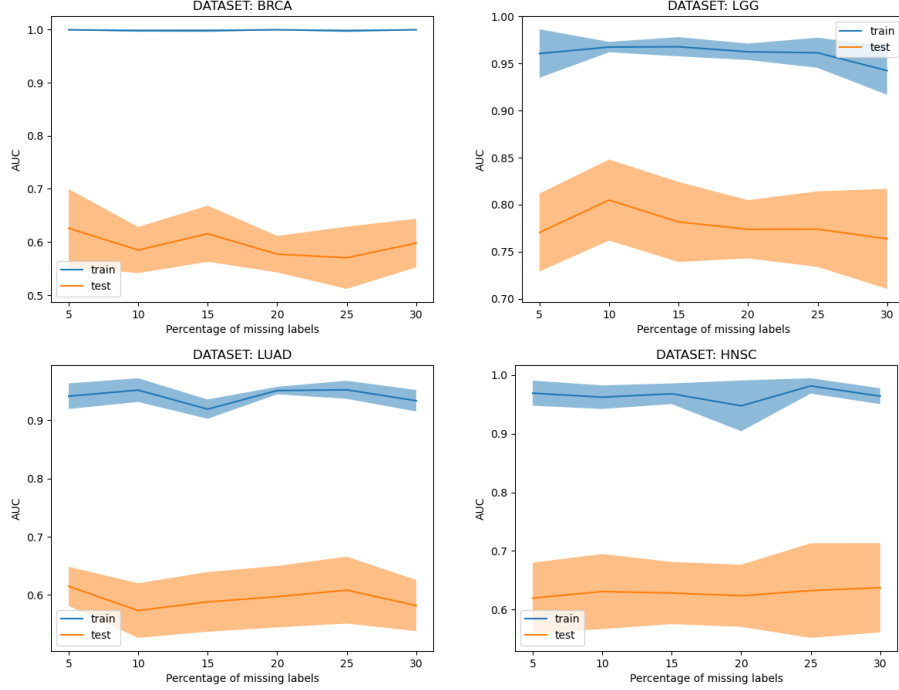 DATASET: BRCA
1.0
1.0
0.8
0.7
0.6
0.5
AUC
5 10 15 20 25 30
Percentage of missing labels
train
test
DATASET: LGG
1.00
0.95
0.90
0.85
0.80
0.75
0.70
AUC
5 10 15 20 25 30
Percentage of missing labels
train
test
DATASET: LUAD
0.9
0.8
0.7
0.6
AUC
5 10 15 20 25 30
Percentage of missing labels
train
test
DATASET: HNSC
1.0
0.9
0.8
0.7
0.6
AUC
5 10 15 20 25 30
Percentage of missing labels
train
test